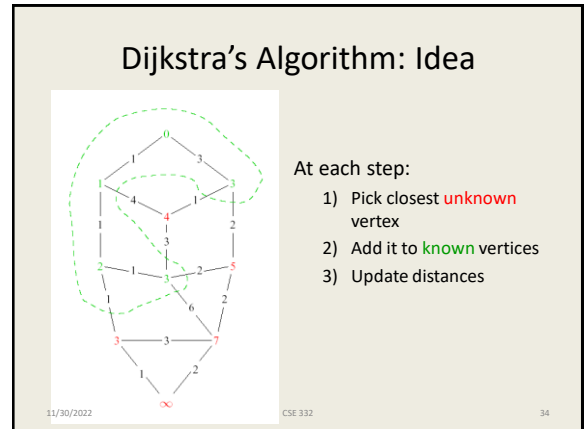 Dijkstra's Algorithm: Idea
0
1 3
1 3
4 1
4
1 3 2
2 1 3 2 5
1 6 2
3 3 7
1 2
∞
At each step:
1) Pick closest unknown
vertex
2) Add it to known vertices
3) Update distances
11/30/2022 CSE 332 34